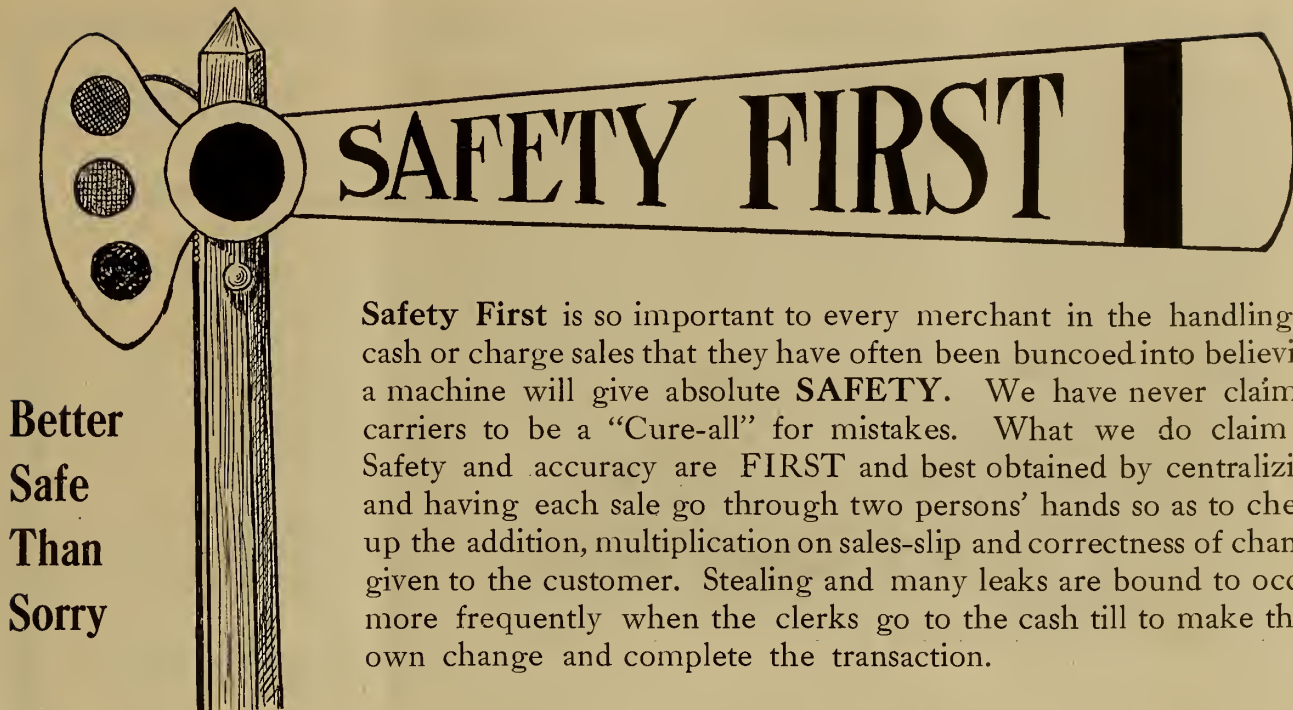 SAFETY FIRST
Better
Safe
Than
Sorry
Safety First is so important to every merchant in the handling
cash or charge sales that they have often been buncoed into believi
a machine will give absolute SAFETY. We have never claim
carriers to be a “Cure-all” for mistakes. What we do claim
Safety and accuracy are FIRST and best obtained by centralizi
and having each sale go through two persons’ hands so as to che
up the addition, multiplication on sales-slip and correctness of chan
given to the customer. Stealing and many leaks are bound to occ
more frequently when the clerks go to the cash till to make th
own change and complete the transaction.